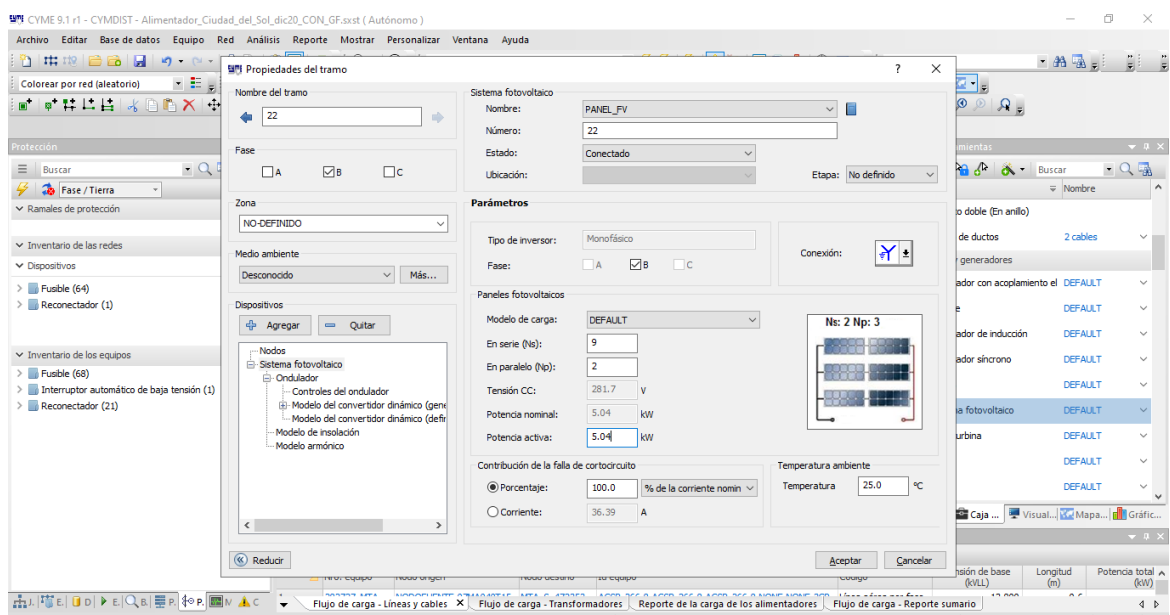 CYME 9.1 r1 - CYMDIST - Alimentador_Ciudad_del_Sol_dic20_CON_GF.sxst ( Autónomo )
Archivo Editar Base de datos Equipo Red Análisis Reporte Mostrar Personalizar Ventana Ayuda
Colorear por red (aleatorio)
Protección
Buscar
Fase / Tierra
Ramales de protección
Inventario de las redes
Dispositivos
Fusible (64)
Reconectador (1)
Inventario de los equipos
Fusible (68)
Interruptor automático de baja tensión (1)
Reconectador (21)
Propiedades del tramo
Nombre del tramo
22
Fase
A B C
Zona
NO-DEFINIDO
Medio ambiente
Desconocido Más...
Dispositivos
Agregar Quitar
Nodos
Sistema fotovoltaico
Ondulador
Controles del ondulador
Modelo del convertidor dinámico (gene
Modelo del convertidor dinámico (defir
Modelo de insolación
Modelo armónico
Reducir
Sistema fotovoltaico
Nombre: PANEL_FV
Número: 22
Estado: Conectado
Ubicación: Etapa: No definido
Parámetros
Tipo de inversor: Monofásico
Fase: A B C
Conexión:
Paneles fotovoltaicos
Modelo de carga: DEFAULT
En serie (Ns): 9
En paralelo (Np): 2
Tensión CC: 281.7 V
Potencia nominal: 5.04 kW
Potencia activa: 5.04 kW
Ns: 2 Np: 3
Contribución de la falla de cortocircuito
Porcentaje: 100.0 % de la corriente nomin
Corriente: 36.39 A
Temperatura ambiente
Temperatura 25.0 ºC
Aceptar Cancelar
mientas
Buscar
Nombre
o doble (En anillo)
de ductos 2 cables
generadores
ador con acoplamiento el DEFAULT
e DEFAULT
ador de inducción DEFAULT
ador síncrono DEFAULT
DEFAULT
a fotovoltaico DEFAULT
urbina DEFAULT
DEFAULT
DEFAULT
Caja ... Visual... Mapa... Gráfic...
nsión de base (kVLL) Longitud (m) Potencia total (kW)
J. E. D E. B P. P. M C
Flujo de carga - Líneas y cables X Flujo de carga - Transformadores Reporte de la carga de los alimentadores Flujo de carga - Reporte sumario